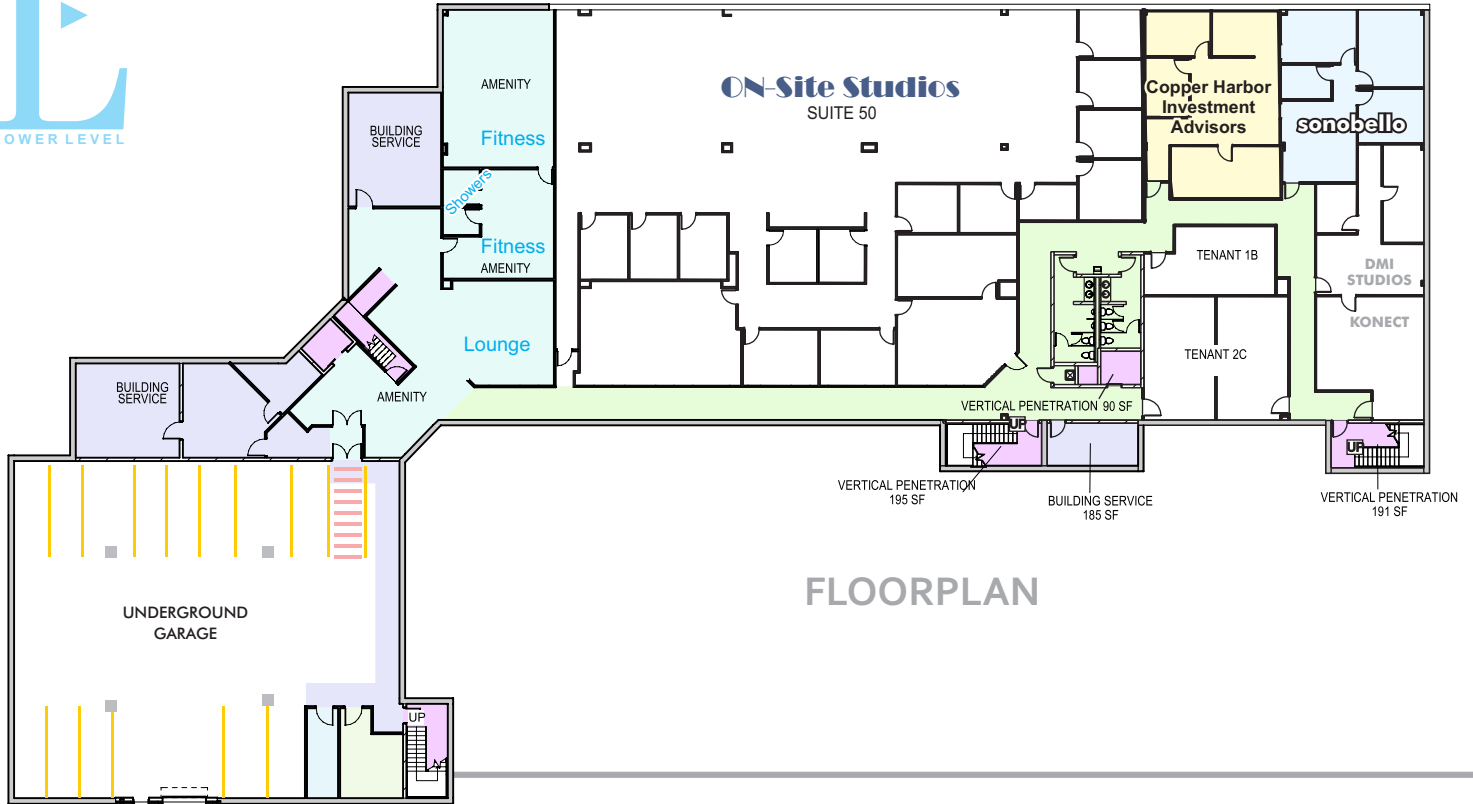 L
OWER LEVEL
AMENITY
Fitness
BUILDING
SERVICE
Showers
Fitness
AMENITY
Lounge
AMENITY
BUILDING
SERVICE
ON-Site Studios
SUITE 50
Copper Harbor
Investment
Advisors
sonobello
TENANT 1B
DMI
STUDIOS
KONECT
TENANT 2C
VERTICAL PENETRATION 90 SF
UP
VERTICAL PENETRATION
195 SF
BUILDING SERVICE
185 SF
UP
VERTICAL PENETRATION
191 SF
FLOORPLAN
UNDERGROUND
GARAGE
UP